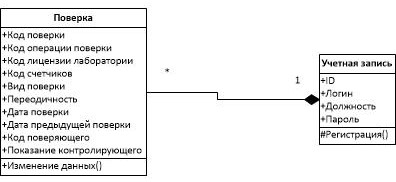 Поверка
+Код поверки
+Код операции поверки
+Код лицензии лаборатории
+Код счетчиков
+Вид поверки
+Переодичность
+Дата поверки
+Дата предыдущей поверки
+Код поверяющего
+Показание контролирующего
+Изменение данных()
*
1
Учетная запись
+ID
+Логин
+Должность
+Пароль
#Регистрация()